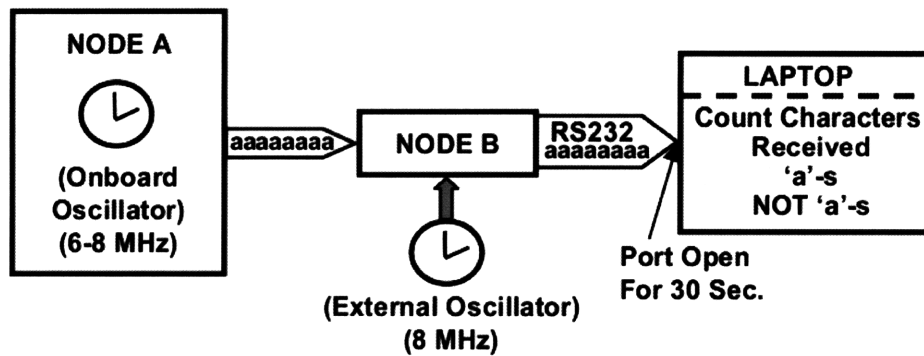 NODE A
(Onboard
Oscillator)
(6-8 MHz)
aaaaaaaa
NODE B
(External Oscillator)
(8 MHz)
RS232
aaaaaaaa
Port Open
For 30 Sec.
LAPTOP
Count Characters
Received
‘a’-s
NOT ‘a’-s